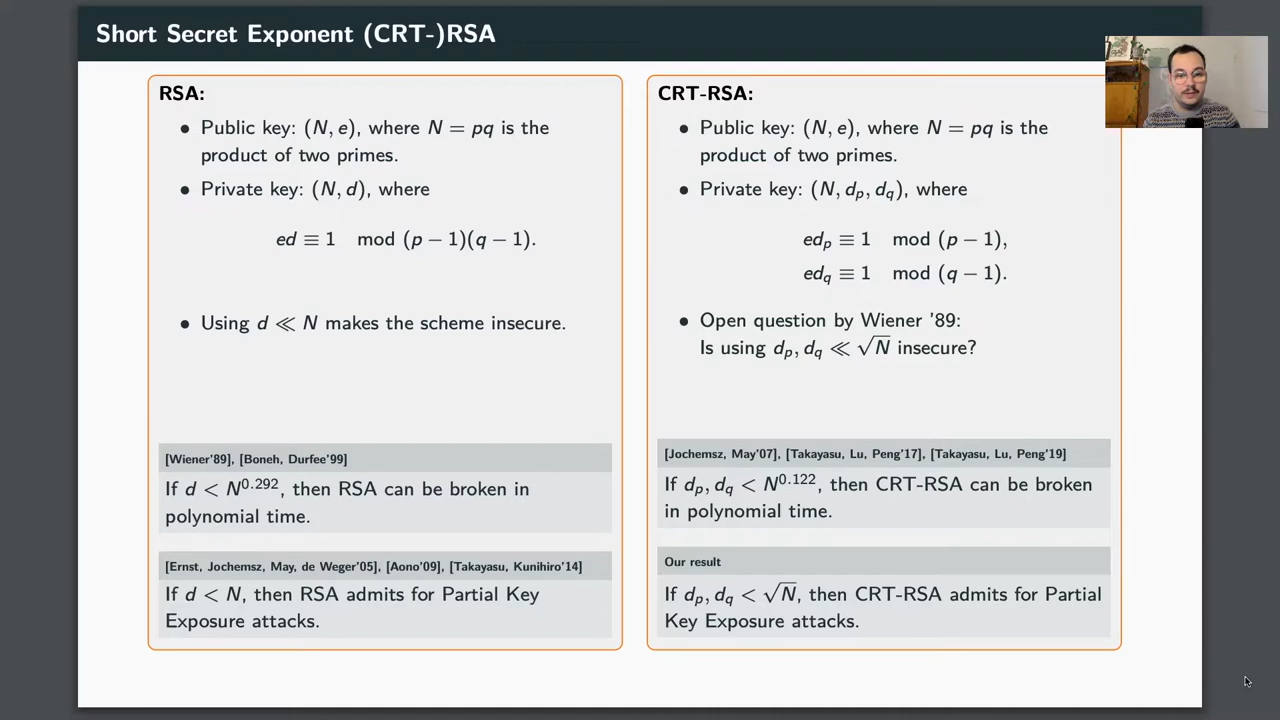 Short Secret Exponent (CRT-)RSA
RSA:
• Public key: (N, e), where N = pq is the
product of two primes.
• Private key: (N, d), where
ed ≡ 1 mod (p − 1)(q − 1).
• Using d ≪ N makes the scheme insecure.
[Wiener'89], [Boneh, Durfee'99]
If d < N^0.292, then RSA can be broken in
polynomial time.
[Ernst, Jochemsz, May, de Weger'05], [Aono'09], [Takayasu, Kunihiro'14]
If d < N, then RSA admits for Partial Key
Exposure attacks.
CRT-RSA:
• Public key: (N, e), where N = pq is the
product of two primes.
• Private key: (N, d_p, d_q), where
ed_p ≡ 1 mod (p − 1),
ed_q ≡ 1 mod (q − 1).
• Open question by Wiener '89:
Is using d_p, d_q ≪ √N insecure?
[Jochemsz, May'07], [Takayasu, Lu, Peng'17], [Takayasu, Lu, Peng'19]
If d_p, d_q < N^0.122, then CRT-RSA can be broken
in polynomial time.
Our result
If d_p, d_q < √N, then CRT-RSA admits for Partial
Key Exposure attacks.